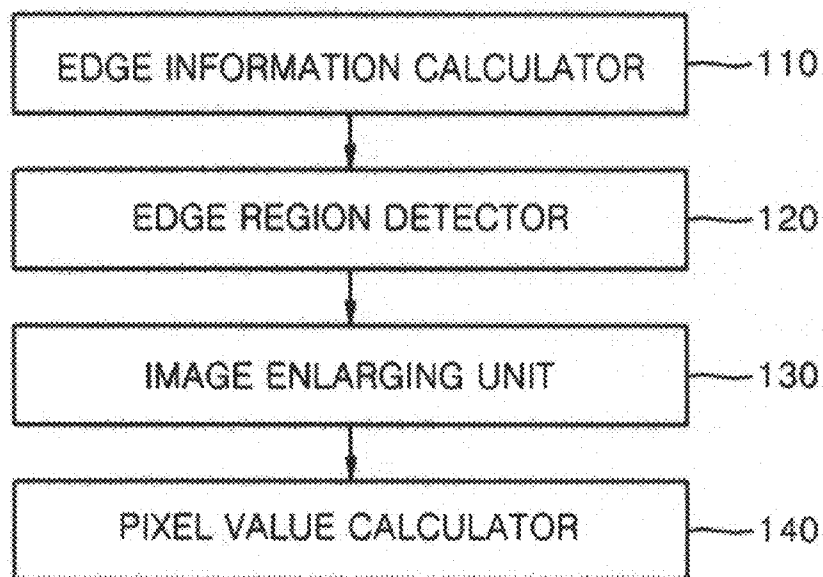 EDGE INFORMATION CALCULATOR 110
EDGE REGION DETECTOR 120
IMAGE ENLARGING UNIT 130
PIXEL VALUE CALCULATOR 140